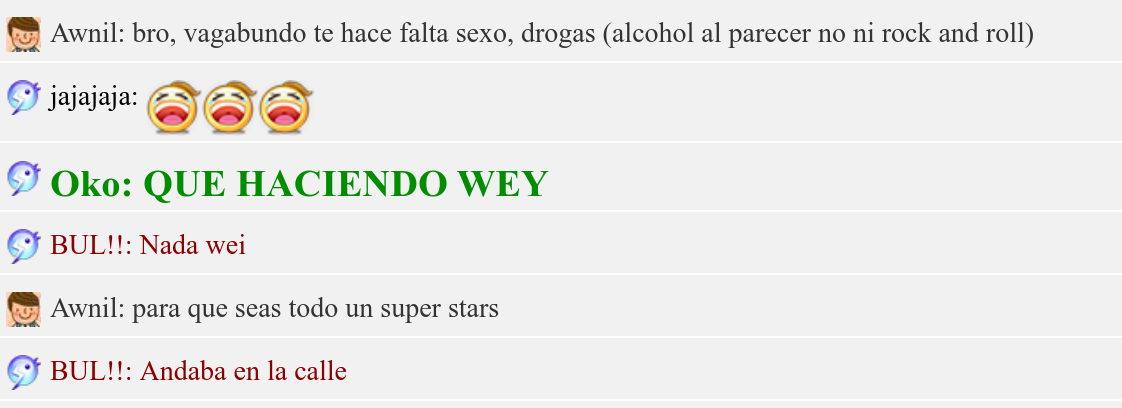 Awnil: bro, vagabundo te hace falta sexo, drogas (alcohol al parecer no ni rock and roll)
jajajaja:
Oko: QUE HACIENDO WEY
BUL!!: Nada wei
Awnil: para que seas todo un super stars
BUL!!: Andaba en la calle